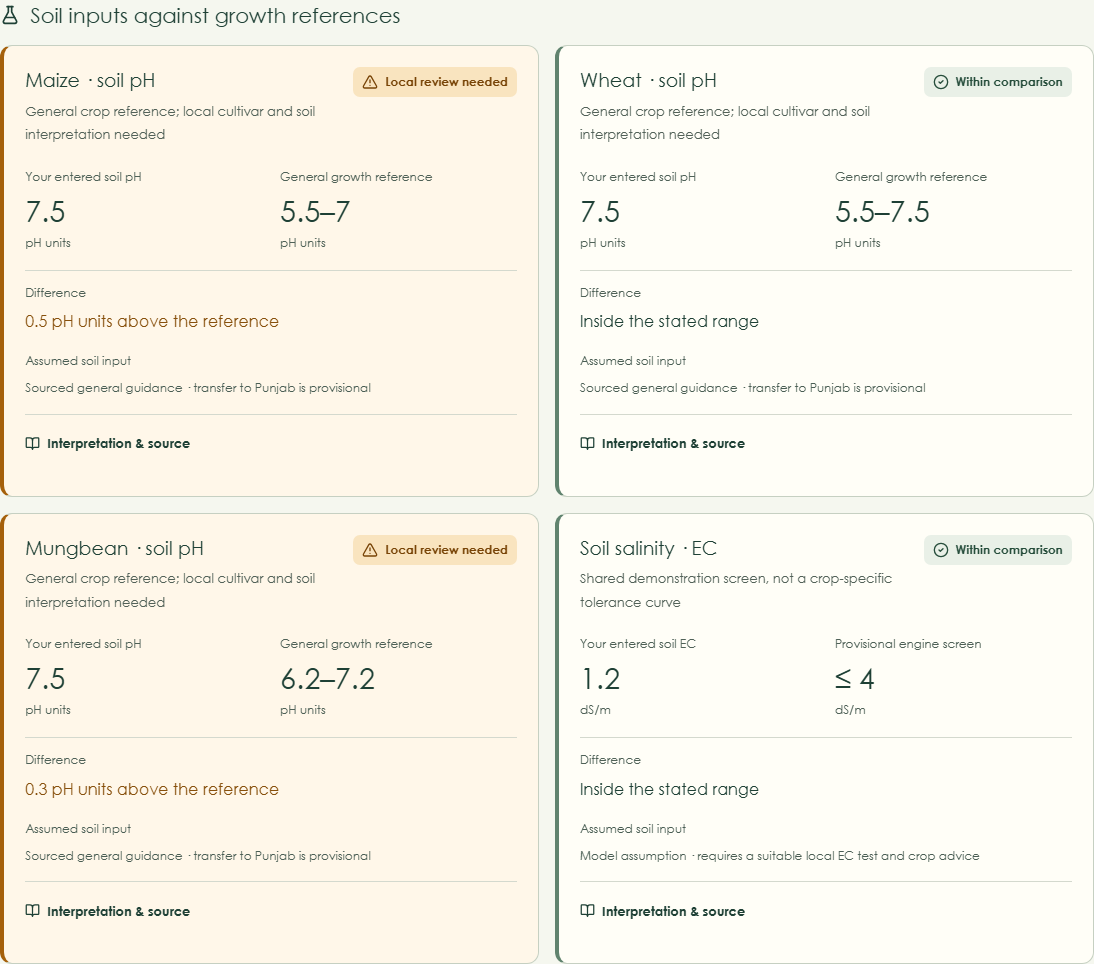 Soil inputs against growth references
Maize · soil pH
Local review needed
General crop reference; local cultivar and soil
interpretation needed
Your entered soil pH
General growth reference
7.5
5.5–7
pH units
pH units
Difference
0.5 pH units above the reference
Assumed soil input
Sourced general guidance · transfer to Punjab is provisional
Interpretation & source
Wheat · soil pH
Within comparison
General crop reference; local cultivar and soil
interpretation needed
Your entered soil pH
General growth reference
7.5
5.5–7.5
pH units
pH units
Difference
Inside the stated range
Assumed soil input
Sourced general guidance · transfer to Punjab is provisional
Interpretation & source
Mungbean · soil pH
Local review needed
General crop reference; local cultivar and soil
interpretation needed
Your entered soil pH
General growth reference
7.5
6.2–7.2
pH units
pH units
Difference
0.3 pH units above the reference
Assumed soil input
Sourced general guidance · transfer to Punjab is provisional
Interpretation & source
Soil salinity · EC
Within comparison
Shared demonstration screen, not a crop-specific
tolerance curve
Your entered soil EC
Provisional engine screen
1.2
≤ 4
dS/m
dS/m
Difference
Inside the stated range
Assumed soil input
Model assumption · requires a suitable local EC test and crop advice
Interpretation & source